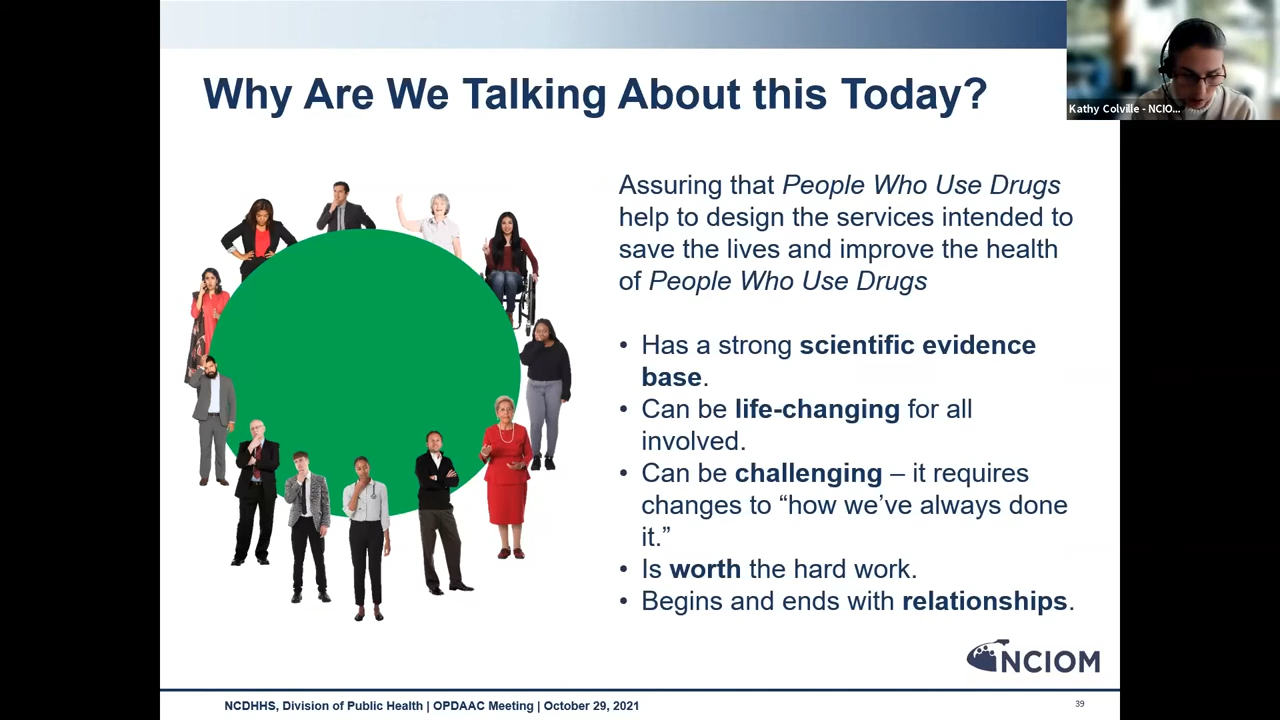 Why Are We Talking About this Today?
Kathy Colville - NCIO...
Assuring that People Who Use Drugs
help to design the services intended to
save the lives and improve the health
of People Who Use Drugs
• Has a strong scientific evidence
base.
• Can be life-changing for all
involved.
• Can be challenging – it requires
changes to “how we’ve always done
it.”
• Is worth the hard work.
• Begins and ends with relationships.
NCIOM
NCDHHS, Division of Public Health | OPDAAC Meeting | October 29, 2021
39